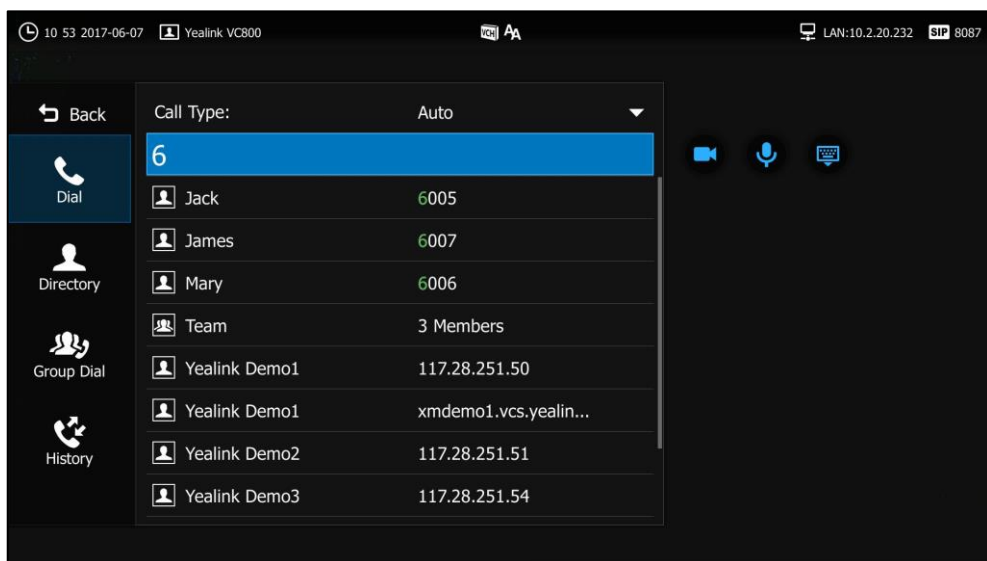 10 53 2017-06-07 Yealink VC800 VCH AA LAN:10.2.20.232 SIP 8087
Back
Dial
Directory
Group Dial
History
Call Type: Auto
6
Jack 6005
James 6007
Mary 6006
Team 3 Members
Yealink Demo1 117.28.251.50
Yealink Demo1 xmdemo1.vcs.yealin...
Yealink Demo2 117.28.251.51
Yealink Demo3 117.28.251.54